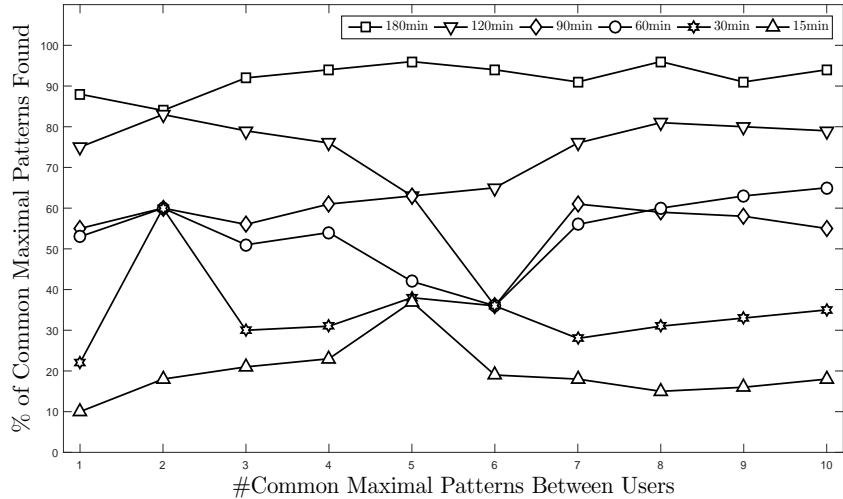 180min 120min 90min 60min 30min 15min
100
90
80
70
60
50
40
30
20
10
0
% of Common Maximal Patterns Found
1 2 3 4 5 6 7 8 9 10
#Common Maximal Patterns Between Users